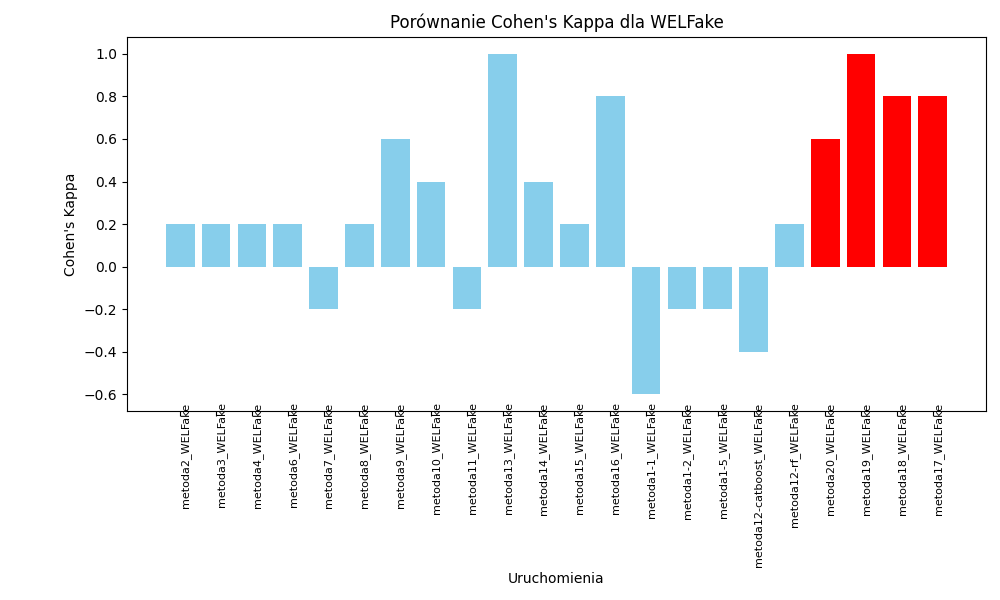 Porównanie Cohen's Kappa dla WELFake
Cohen's Kappa
1.0
0.8
0.6
0.4
0.2
0.0
−0.2
−0.4
−0.6
metoda2_WELFake
metoda3_WELFake
metoda4_WELFake
metoda6_WELFake
metoda7_WELFake
metoda8_WELFake
metoda9_WELFake
metoda10_WELFake
metoda11_WELFake
metoda13_WELFake
metoda14_WELFake
metoda15_WELFake
metoda16_WELFake
metoda1-1_WELFake
metoda1-2_WELFake
metoda1-5_WELFake
metoda12-catboost_WELFake
metoda12-rf_WELFake
metoda20_WELFake
metoda19_WELFake
metoda18_WELFake
metoda17_WELFake
Uruchomienia